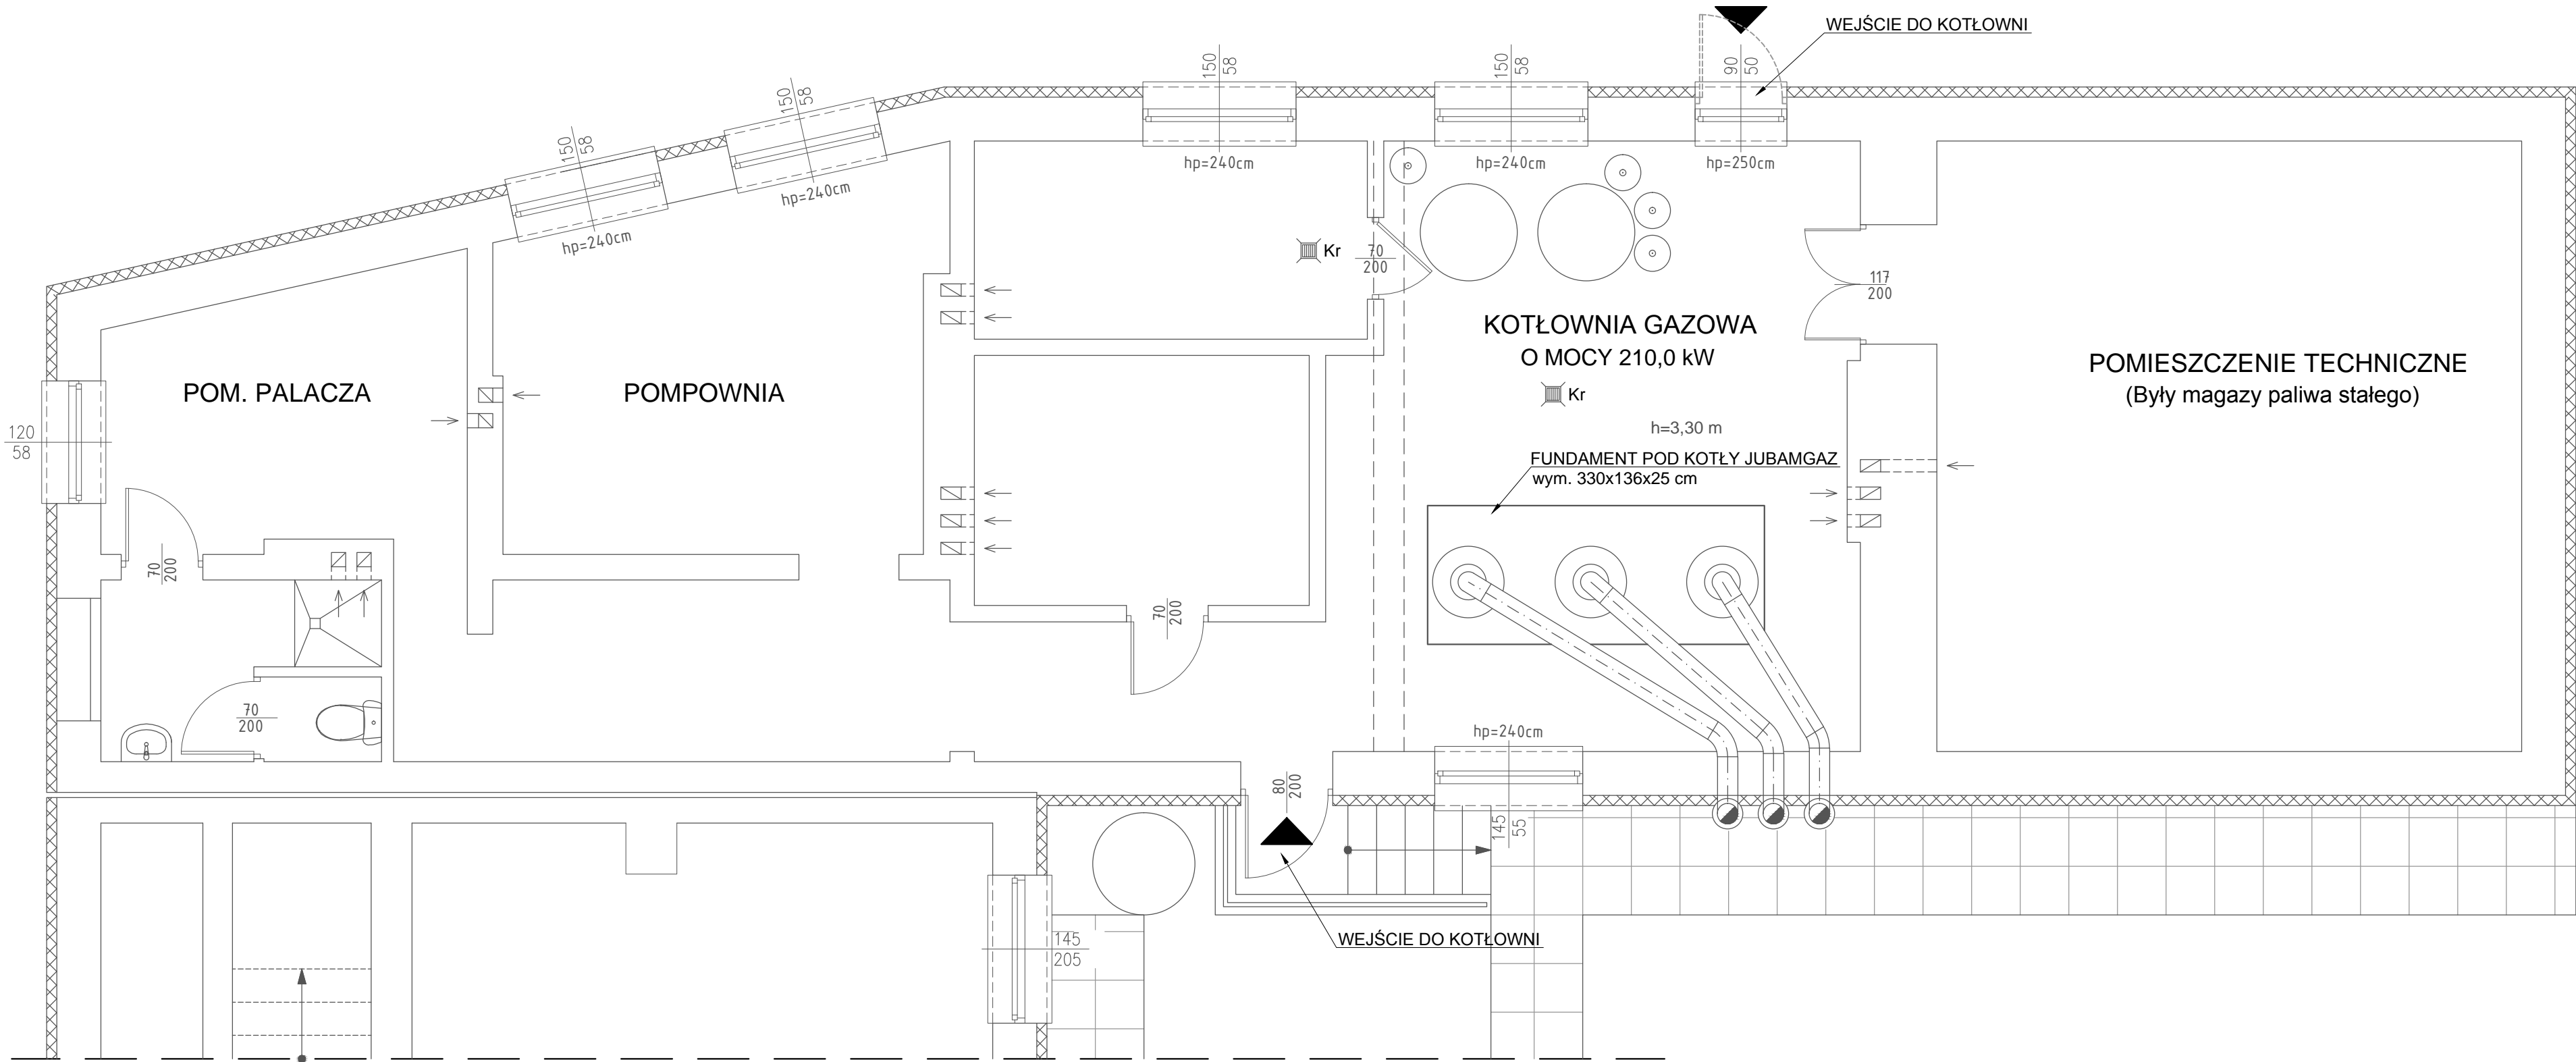 WEJŚCIE DO KOTŁOWNI
150
58
150
58
90
50
150
58
150
58
hp=240cm
hp=240cm
hp=250cm
hp=240cm
hp=240cm
Kr
70
200
117
200
KOTŁOWNIA GAZOWA
O MOCY 210,0 kW
POMIESZCZENIE TECHNICZNE
(Były magazy paliwa stałego)
POM. PALACZA
POMPOWNIA
Kr
h=3,30 m
120
58
FUNDAMENT POD KOTŁY JUBAMGAZ
wym. 330x136x25 cm
70
200
70
200
70
200
hp=240cm
80
200
145
55
145
205
WEJŚCIE DO KOTŁOWNI